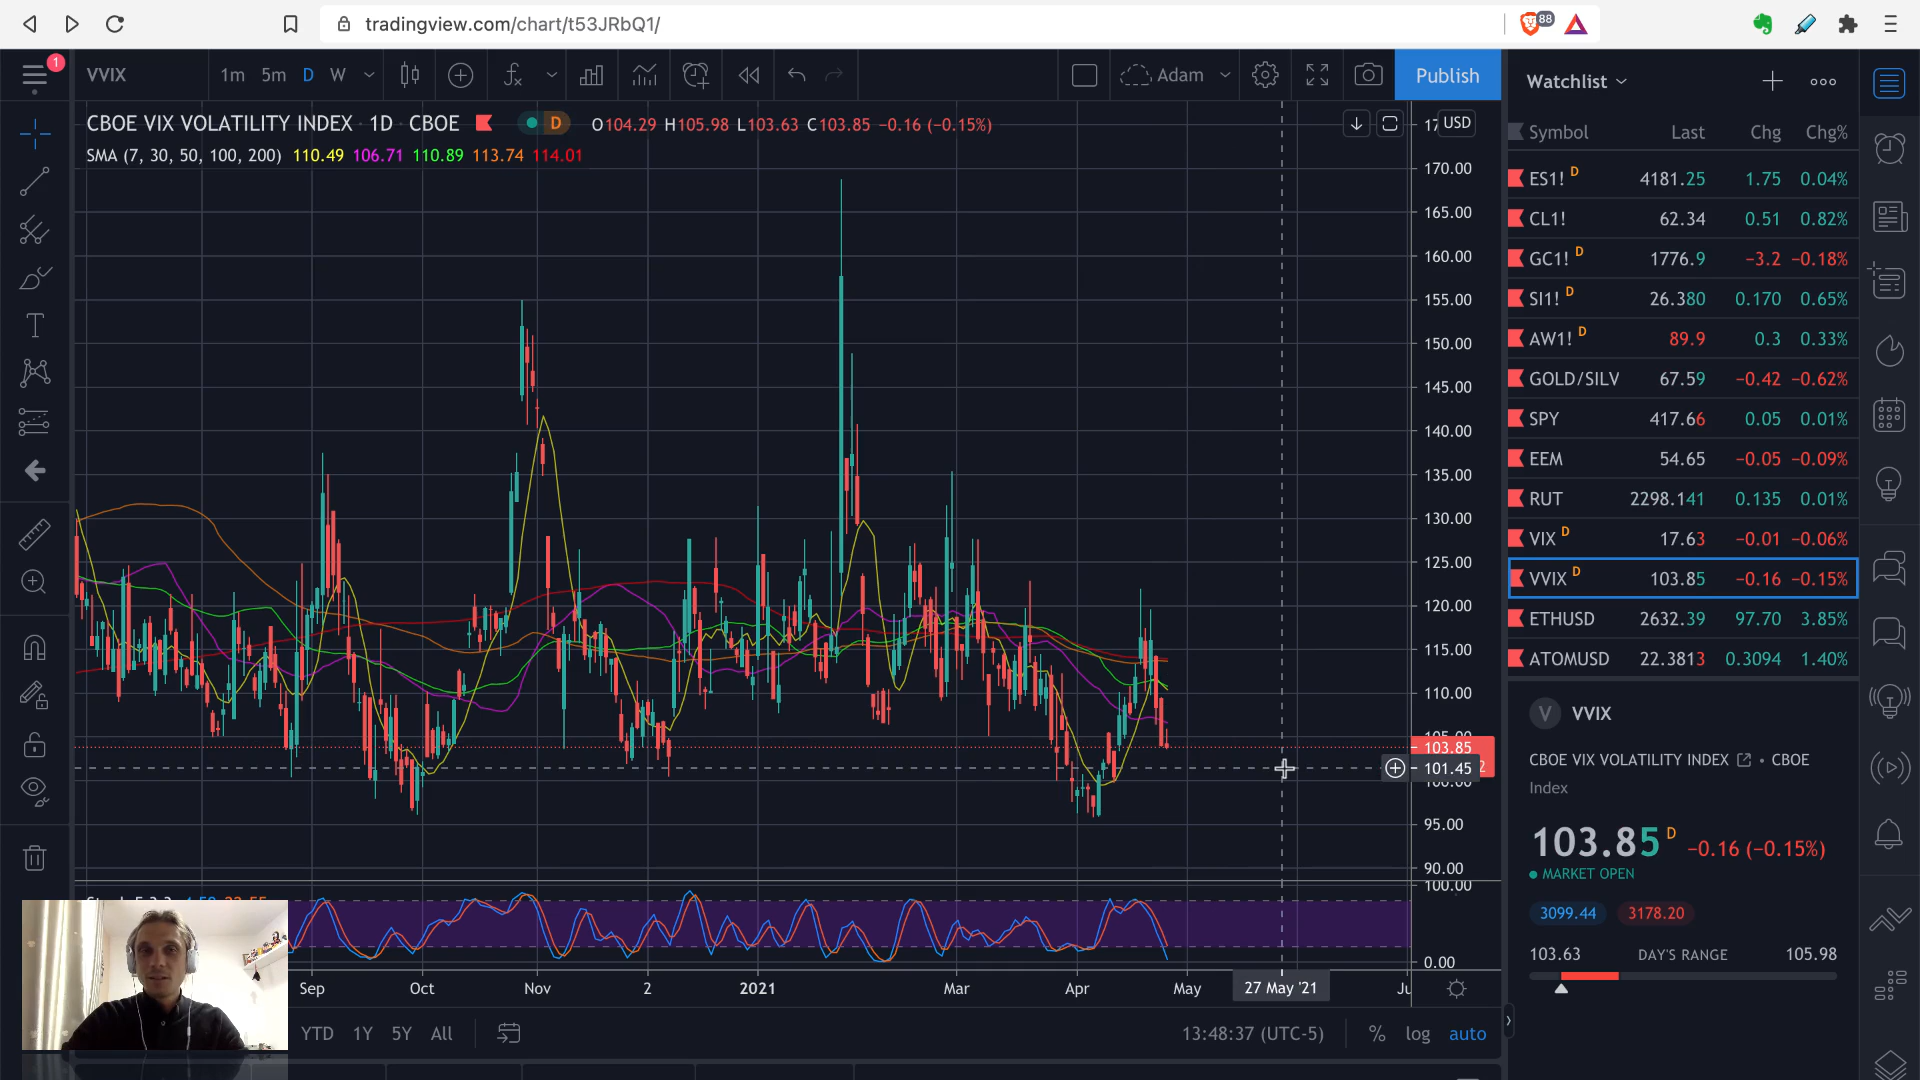 tradingview.com/chart/t53JRbQ1/
88
1
VVIX
1m 5m D W
Adam
Publish
Watchlist
CBOE VIX VOLATILITY INDEX · 1D · CBOE
D
O104.29 H105.98 L103.63 C103.85 −0.16 (−0.15%)
USD
SMA (7, 30, 50, 100, 200) 110.49 106.71 110.89 113.74 114.01
170.00
165.00
160.00
155.00
150.00
145.00
140.00
135.00
130.00
125.00
120.00
115.00
110.00
105.00
103.85
101.45
100.00
95.00
90.00
100.00
0.00
Sep Oct Nov 2 2021 Mar Apr May 27 May '21
YTD 1Y 5Y All
13:48:37 (UTC-5) % log auto
Symbol Last Chg Chg%
ES1! D 4181.25 1.75 0.04%
CL1! 62.34 0.51 0.82%
GC1! D 1776.9 −3.2 −0.18%
SI1! D 26.380 0.170 0.65%
AW1! D 89.9 0.3 0.33%
GOLD/SILV 67.59 −0.42 −0.62%
SPY 417.66 0.05 0.01%
EEM 54.65 −0.05 −0.09%
RUT 2298.141 0.135 0.01%
VIX D 17.63 −0.01 −0.06%
VVIX D 103.85 −0.16 −0.15%
ETHUSD 2632.39 97.70 3.85%
ATOMUSD 22.3813 0.3094 1.40%
V VVIX
CBOE VIX VOLATILITY INDEX • CBOE
Index
103.85 D −0.16 (−0.15%)
MARKET OPEN
3099.44 3178.20
103.63 DAY'S RANGE 105.98